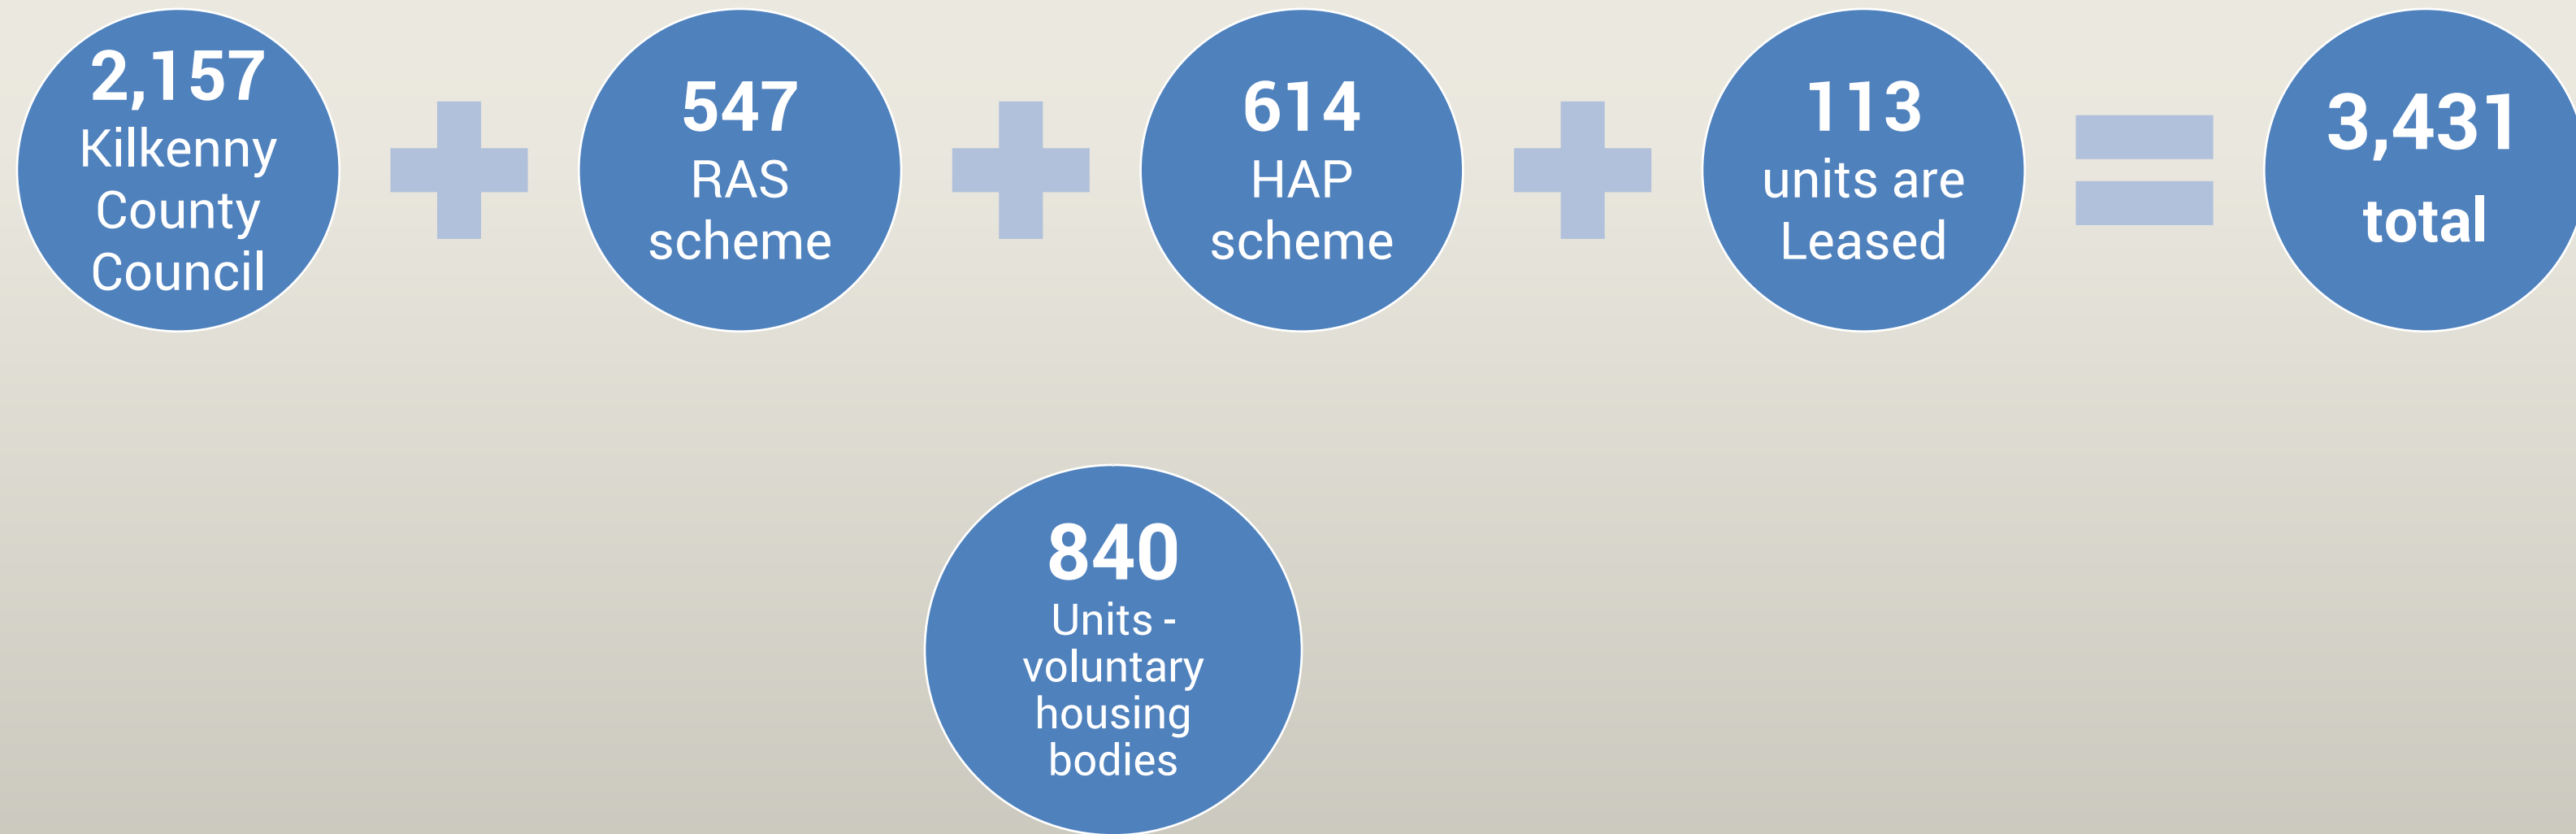 2,157
Kilkenny
County
Council
547
RAS
scheme
614
HAP
scheme
113
units are
Leased
3,431
total
840
Units -
voluntary
housing
bodies